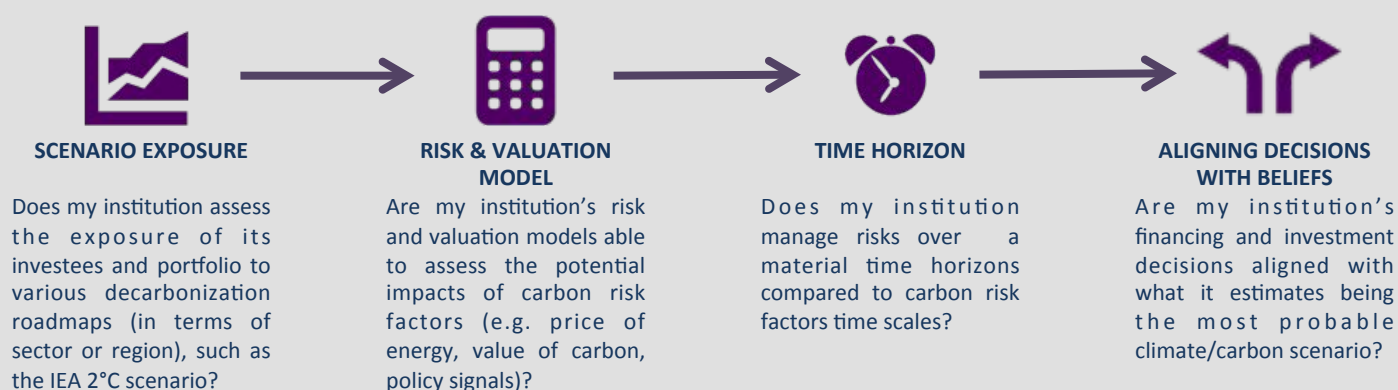 SCENARIO EXPOSURE
Does my institution assess
the exposure of its
investees and portfolio to
various decarbonization
roadmaps (in terms of
sector or region), such as
the IEA 2°C scenario?
RISK & VALUATION
MODEL
Are my institution’s risk
and valuation models able
to assess the potential
impacts of carbon risk
factors (e.g. price of
energy, value of carbon,
policy signals)?
TIME HORIZON
Does my institution
manage risks over a
material time horizons
compared to carbon risk
factors time scales?
ALIGNING DECISIONS
WITH BELIEFS
Are my institution’s
financing and investment
decisions aligned with
what it estimates being
the most probable
climate/carbon scenario?